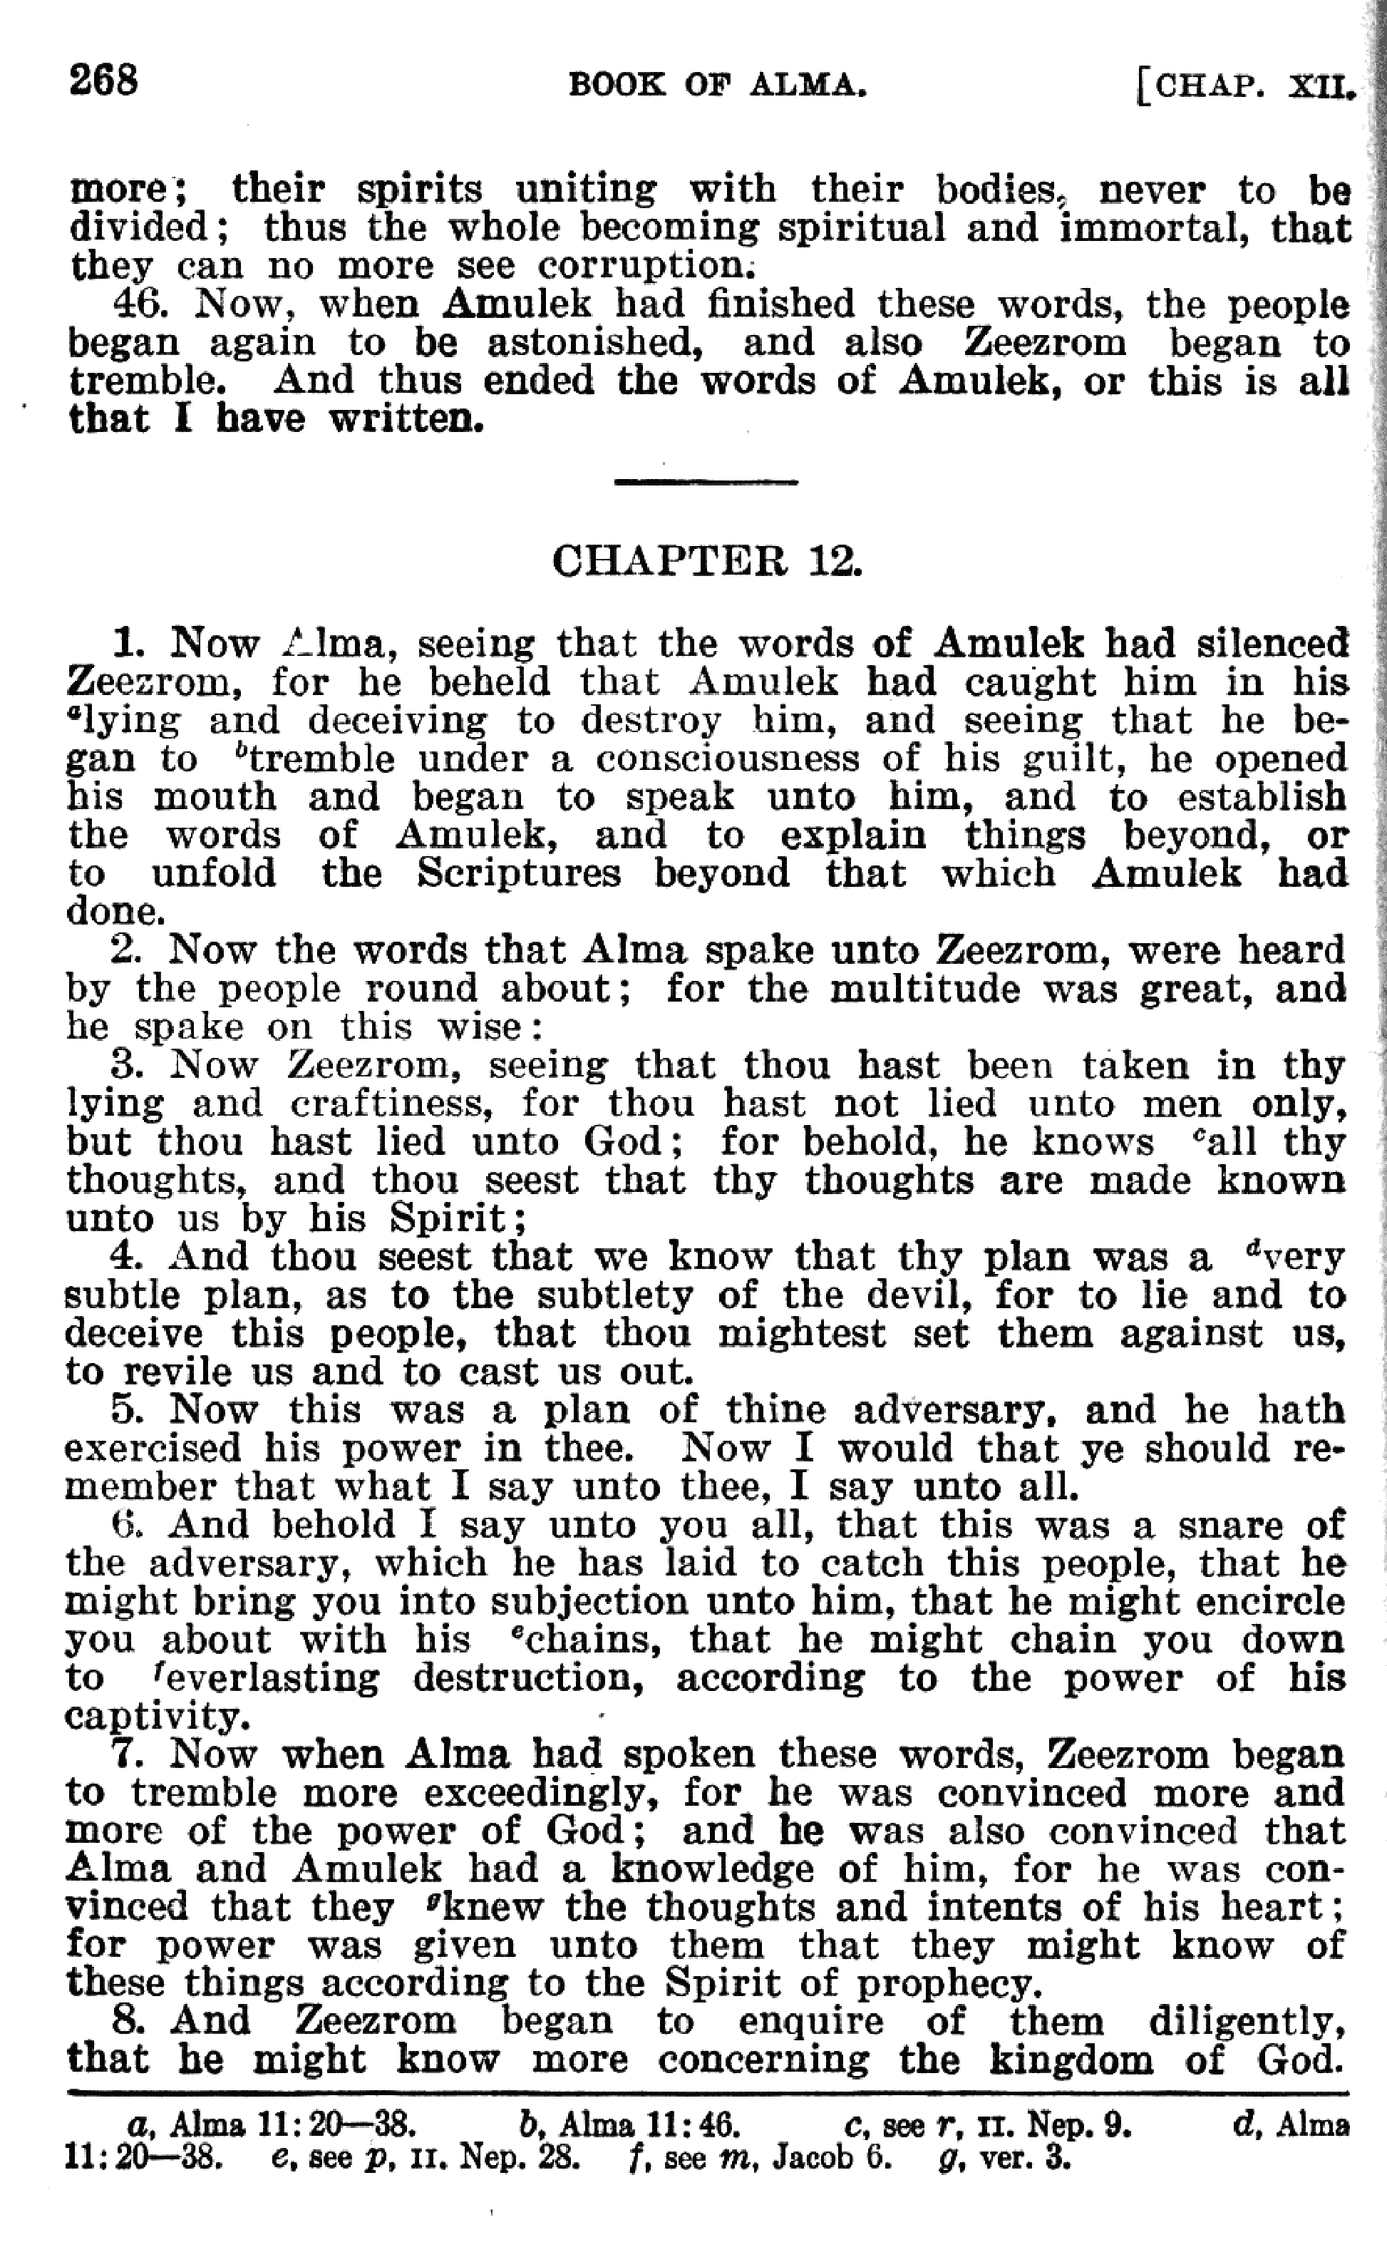 268 BOOK OF ALMA. [CHAP. XII.
more; their spirits uniting with their bodies, never to be
divided; thus the whole becoming spiritual and immortal, that
they can no more see corruption.
46. Now, when Amulek had finished these words, the people
began again to be astonished, and also Zeezrom began to
tremble. And thus ended the words of Amulek, or this is all
that I have written.
CHAPTER 12.
1. Now Alma, seeing that the words of Amulek had silenced
Zeezrom, for he beheld that Amulek had caught him in his
ᵃlying and deceiving to destroy him, and seeing that he be-
gan to ᵇtremble under a consciousness of his guilt, he opened
his mouth and began to speak unto him, and to establish
the words of Amulek, and to explain things beyond, or
to unfold the Scriptures beyond that which Amulek had
done.
2. Now the words that Alma spake unto Zeezrom, were heard
by the people round about; for the multitude was great, and
he spake on this wise:
3. Now Zeezrom, seeing that thou hast been taken in thy
lying and craftiness, for thou hast not lied unto men only,
but thou hast lied unto God; for behold, he knows ᶜall thy
thoughts, and thou seest that thy thoughts are made known
unto us by his Spirit;
4. And thou seest that we know that thy plan was a ᵈvery
subtle plan, as to the subtlety of the devil, for to lie and to
deceive this people, that thou mightest set them against us,
to revile us and to cast us out.
5. Now this was a plan of thine adversary, and he hath
exercised his power in thee. Now I would that ye should re-
member that what I say unto thee, I say unto all.
6. And behold I say unto you all, that this was a snare of
the adversary, which he has laid to catch this people, that he
might bring you into subjection unto him, that he might encircle
you about with his ᵉchains, that he might chain you down
to ᶠeverlasting destruction, according to the power of his
captivity.
7. Now when Alma had spoken these words, Zeezrom began
to tremble more exceedingly, for he was convinced more and
more of the power of God; and he was also convinced that
Alma and Amulek had a knowledge of him, for he was con-
vinced that they ᵍknew the thoughts and intents of his heart;
for power was given unto them that they might know of
these things according to the Spirit of prophecy.
8. And Zeezrom began to enquire of them diligently,
that he might know more concerning the kingdom of God.
a, Alma 11:20—38. b, Alma 11:46. c, see r, II. Nep. 9. d, Alma
11:20—38. e, see p, II. Nep. 28. f, see m, Jacob 6. g, ver. 3.